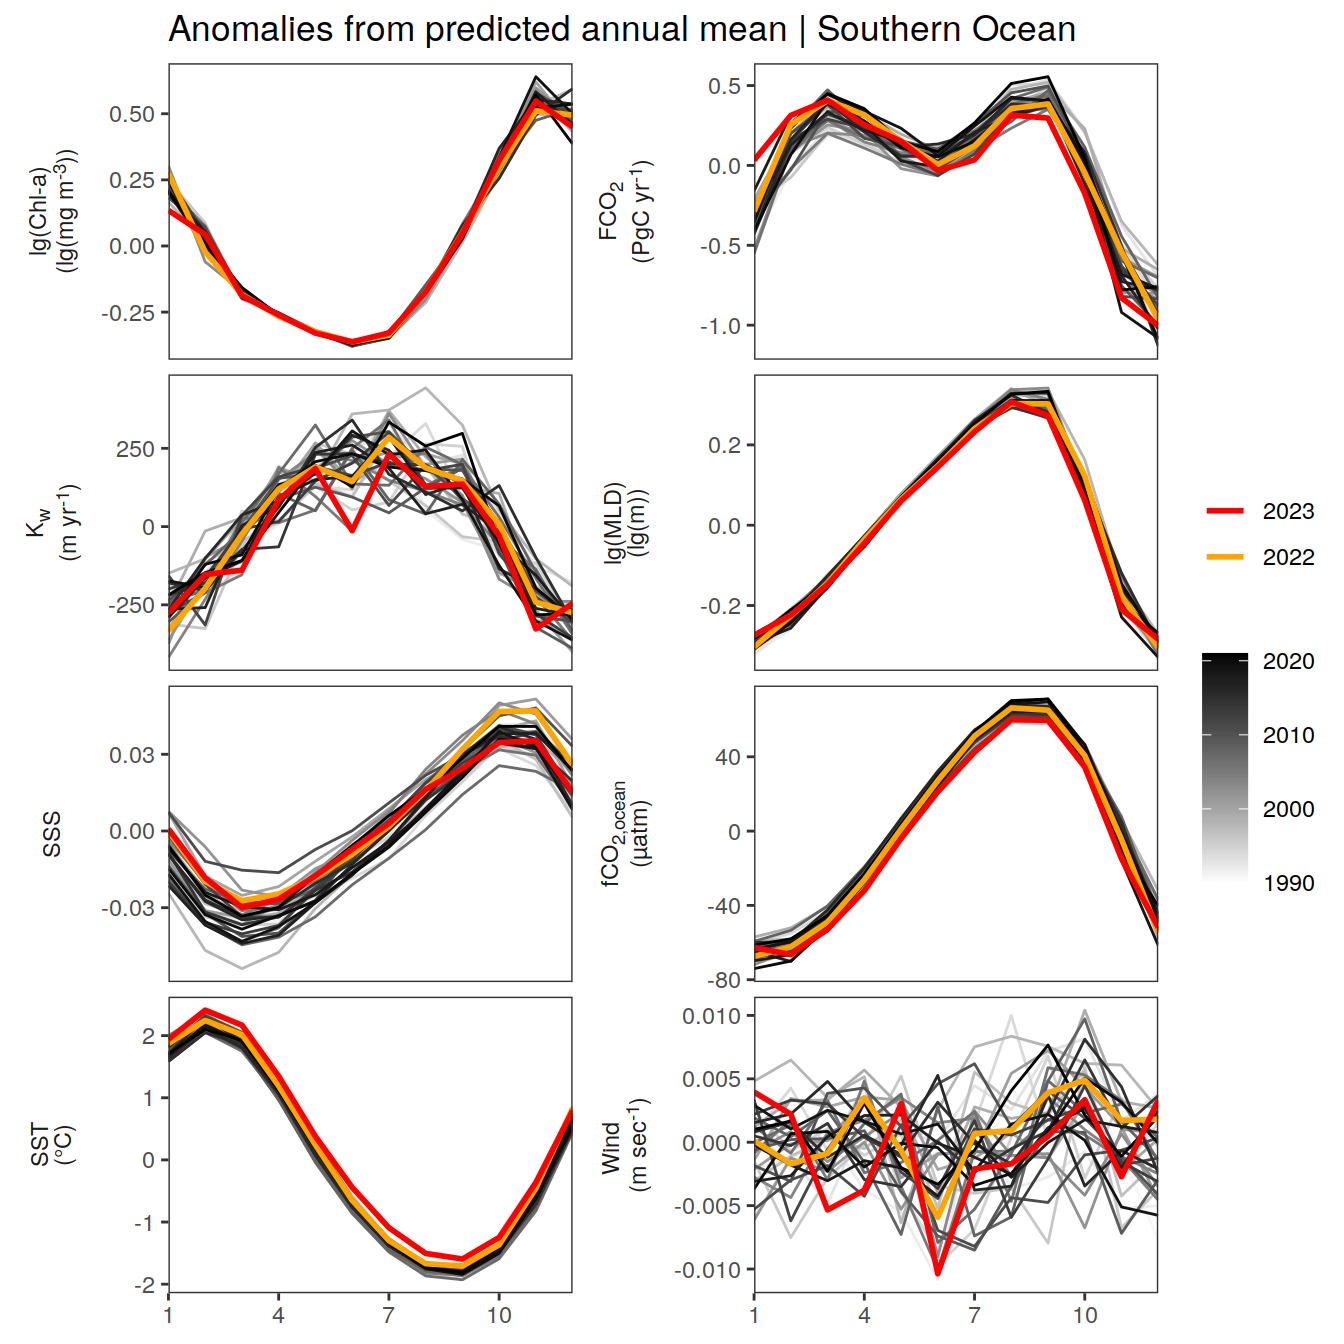 Anomalies from predicted annual mean | Southern Ocean
lg(Chl-a)
(lg(mg m-3))
0.50
0.25
0.00
-0.25
FCO2
(PgC yr-1)
0.5
0.0
-0.5
-1.0
Kw
(m yr-1)
250
0
-250
lg(MLD)
(lg(m))
0.2
0.0
-0.2
SSS
0.03
0.00
-0.03
fCO2,ocean
(µatm)
40
0
-40
-80
SST
(°C)
2
1
0
-1
-2
1 4 7 10
Wind
(m sec-1)
0.010
0.005
0.000
-0.005
-0.010
1 4 7 10
2023
2022
2020
2010
2000
1990